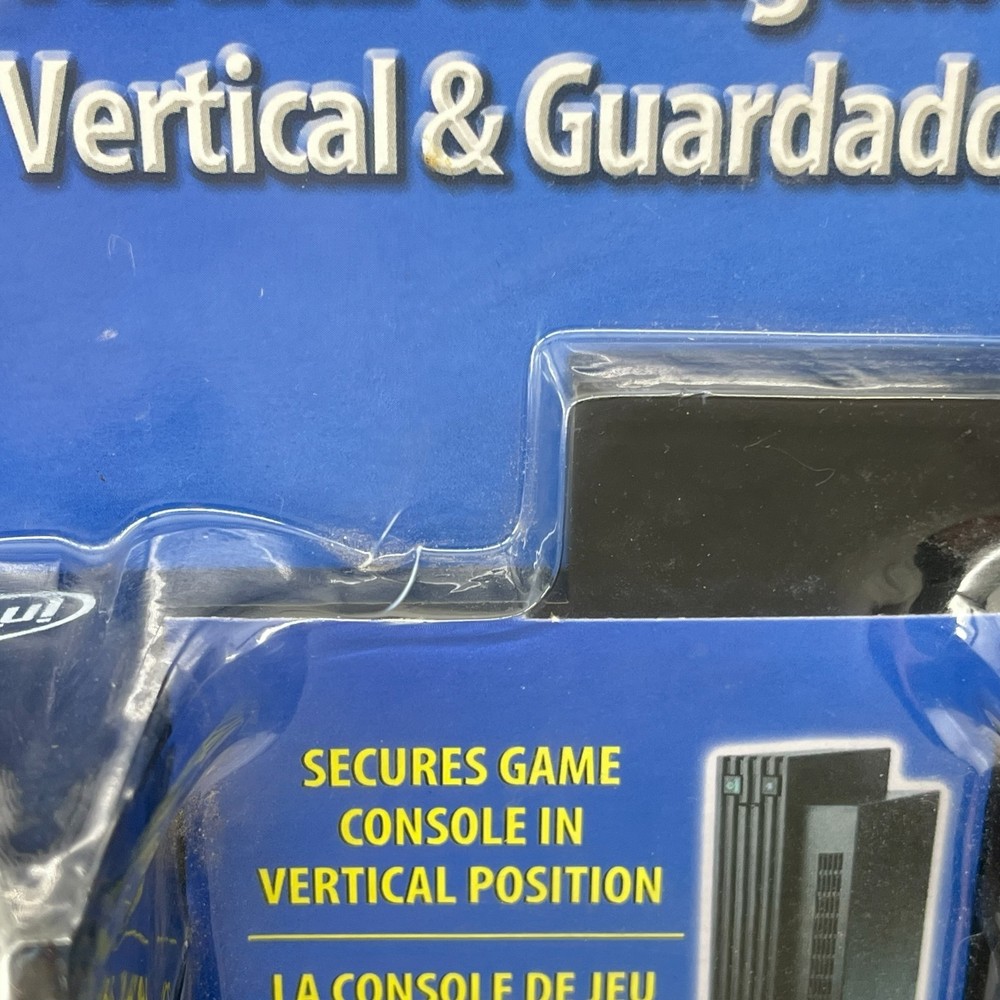 Vertical & Guardado
SECURES GAME
CONSOLE IN
VERTICAL POSITION
LA CONSOLE DE JEU